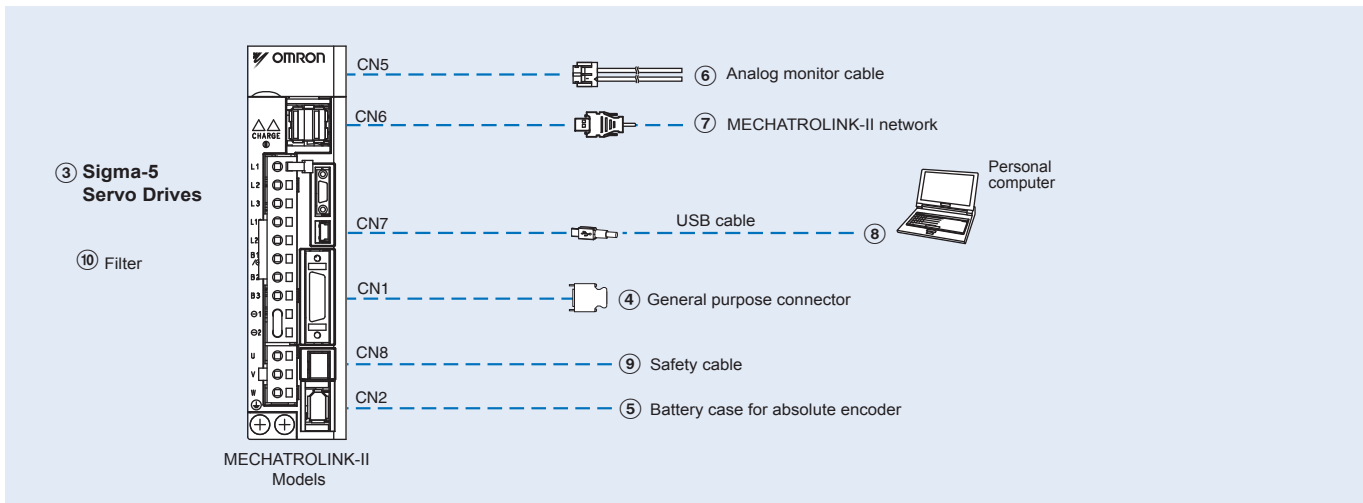 OMRON
CN5
⑥ Analog monitor cable
CN6
⑦ MECHATROLINK-II network
CHARGE
③ Sigma-5
Servo Drives
L1
L2
L3
L1
L2
B1
B2
B3
⊖1
⊖2
U
V
W
Personal
computer
CN7
USB cable
⑧
⑩ Filter
CN1
④ General purpose connector
CN8
⑨ Safety cable
CN2
⑤ Battery case for absolute encoder
MECHATROLINK-II
Models